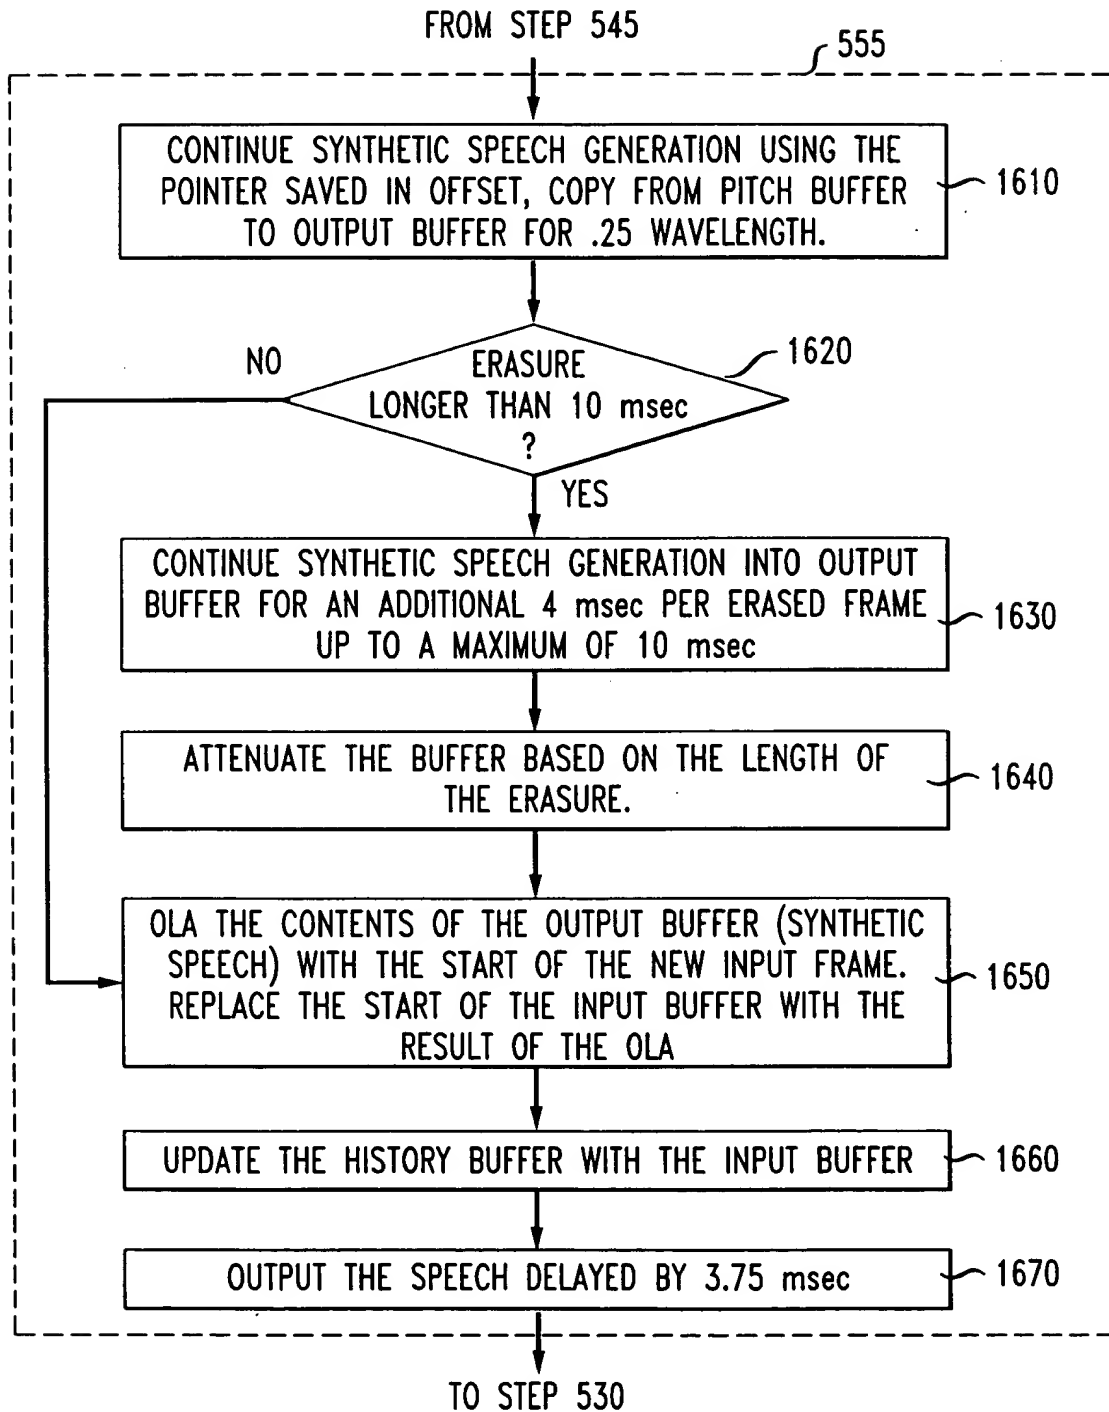 FROM STEP 545
555
CONTINUE SYNTHETIC SPEECH GENERATION USING THE
POINTER SAVED IN OFFSET, COPY FROM PITCH BUFFER
TO OUTPUT BUFFER FOR .25 WAVELENGTH.
1610
NO
ERASURE
LONGER THAN 10 msec
?
1620
YES
CONTINUE SYNTHETIC SPEECH GENERATION INTO OUTPUT
BUFFER FOR AN ADDITIONAL 4 msec PER ERASED FRAME
UP TO A MAXIMUM OF 10 msec
1630
ATTENUATE THE BUFFER BASED ON THE LENGTH OF
THE ERASURE.
1640
OLA THE CONTENTS OF THE OUTPUT BUFFER (SYNTHETIC
SPEECH) WITH THE START OF THE NEW INPUT FRAME.
REPLACE THE START OF THE INPUT BUFFER WITH THE
RESULT OF THE OLA
1650
UPDATE THE HISTORY BUFFER WITH THE INPUT BUFFER
1660
OUTPUT THE SPEECH DELAYED BY 3.75 msec
1670
TO STEP 530